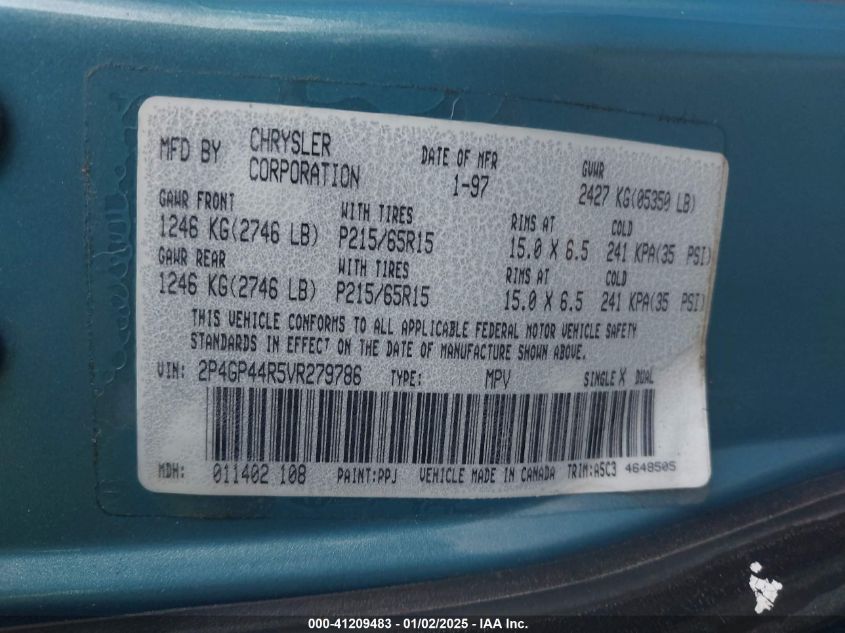 MFD BY CHRYSLER CORPORATION DATE OF MFR 1-97 GVWR 2427 KG(05350 LB)
GAWR FRONT WITH TIRES RIMS AT COLD
1246 KG(2746 LB) P215/65R15 15.0 X 6.5 241 KPA(35 PSI)
GAWR REAR WITH TIRES RIMS AT COLD
1246 KG(2746 LB) P215/65R15 15.0 X 6.5 241 KPA(35 PSI)
THIS VEHICLE CONFORMS TO ALL APPLICABLE FEDERAL MOTOR VEHICLE SAFETY
STANDARDS IN EFFECT ON THE DATE OF MANUFACTURE SHOWN ABOVE.
VIN: 2P4GP44R5VR279786 TYPE: MPV SINGLE X DUAL
MDH: 011402 108 PAINT:PPJ VEHICLE MADE IN CANADA TRIM:A5C3 4648505
000-41209483 - 01/02/2025 - IAA Inc.